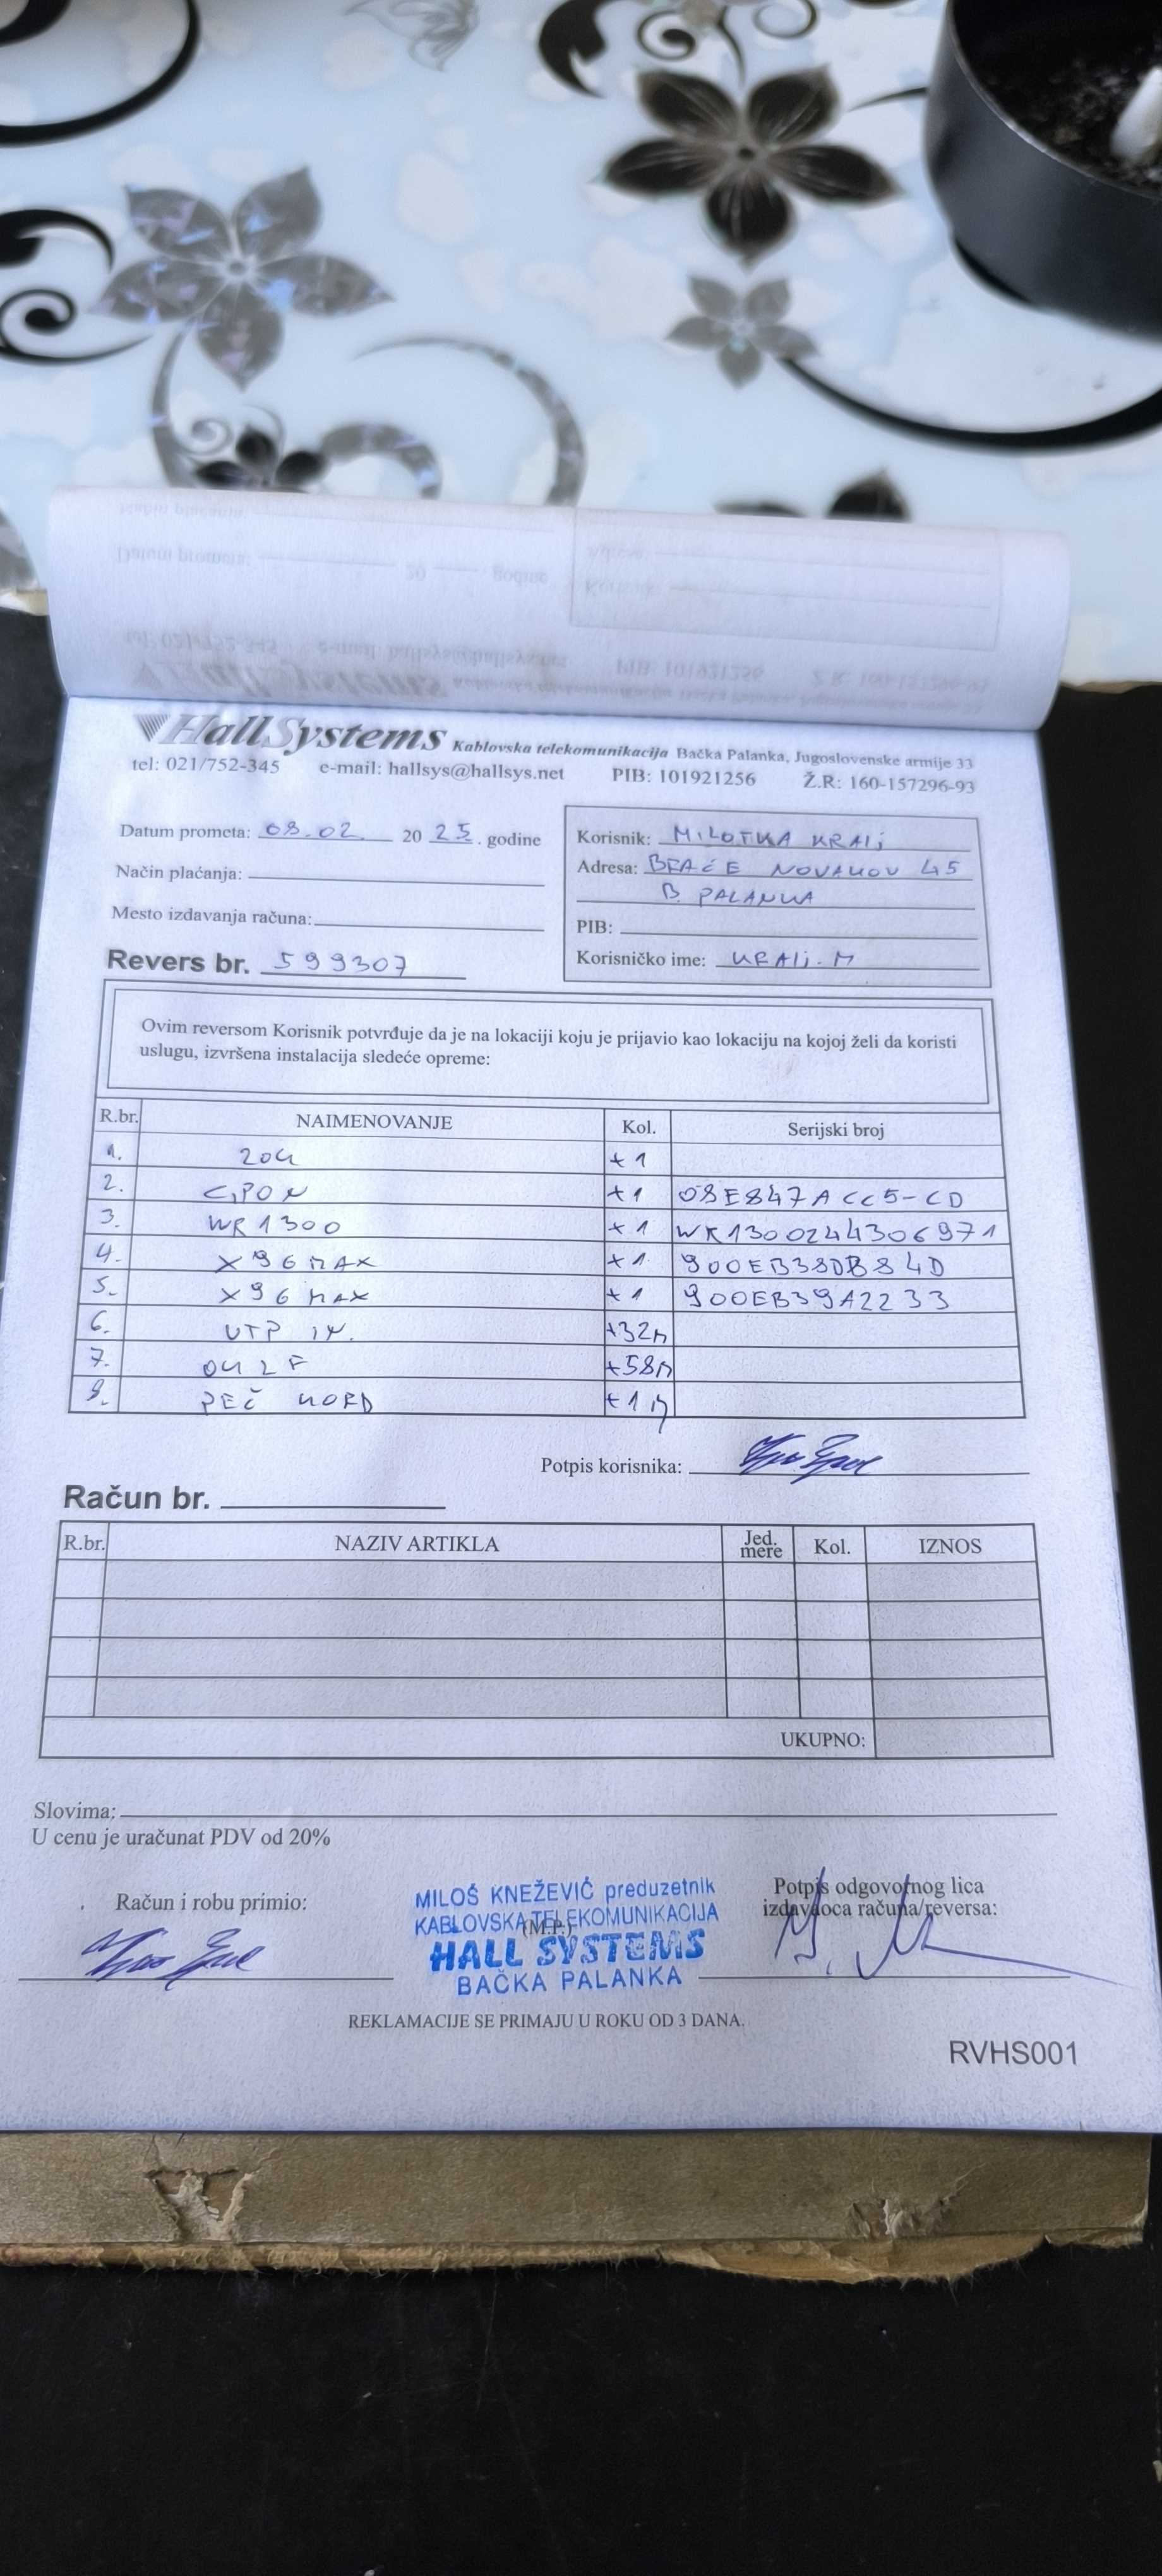 HallSystems Kablovska telekomunikacija Bačka Palanka, Jugoslovenske armije 33
tel: 021/752-345 e-mail: hallsys@hallsys.net PIB: 101921256 Ž.R: 160-157296-93
Datum prometa: 08.02. 20 25. godine
Način plaćanja:
Mesto izdavanja računa:
Revers br. 599307
Korisnik: MILOTKA KRALJ
Adresa: BRAĆE NOVAKOV 45
B. PALANKA
PIB:
Korisničko ime: KRALJ.M
Ovim reversom Korisnik potvrđuje da je na lokaciji koju je prijavio kao lokaciju na kojoj želi da koristi
uslugu, izvršena instalacija sledeće opreme:
R.br. NAIMENOVANJE Kol. Serijski broj
1. +1
2. GPON +1 08E847ACC5-CD
3. WR1300 +1 WR1300244306971
4. X96MAX +1 900EB38DB84D
5. X96MAX +1 900EB39A2233
6. UTP +32m
7. OK2F +58m
8. PEČ KORD +1m
Potpis korisnika:
Račun br.
R.br. NAZIV ARTIKLA Jed. mere Kol. IZNOS
UKUPNO:
Slovima:
U cenu je uračunat PDV od 20%
Račun i robu primio:
MILOŠ KNEŽEVIĆ preduzetnik
KABLOVSKA TELEKOMUNIKACIJA
(M.P.)
HALL SYSTEMS
BAČKA PALANKA
Potpis odgovornog lica
izdavaoca računa/reversa:
REKLAMACIJE SE PRIMAJU U ROKU OD 3 DANA.
RVHS001